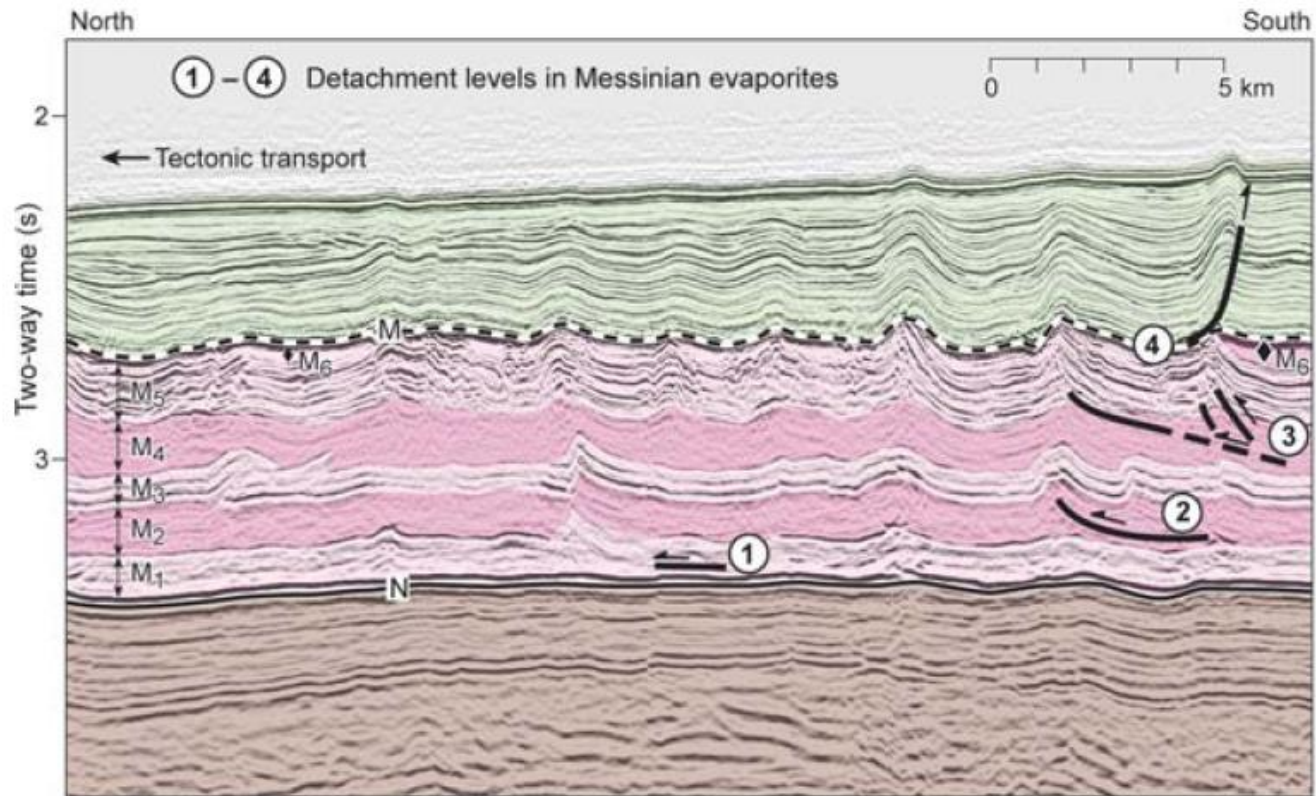 North South
① – ④ Detachment levels in Messinian evaporites
0 5 km
2
Tectonic transport
Two-way time (s)
M
M6
4
M6
M5
3
M4
3
M3
2
M2
1
M1
N